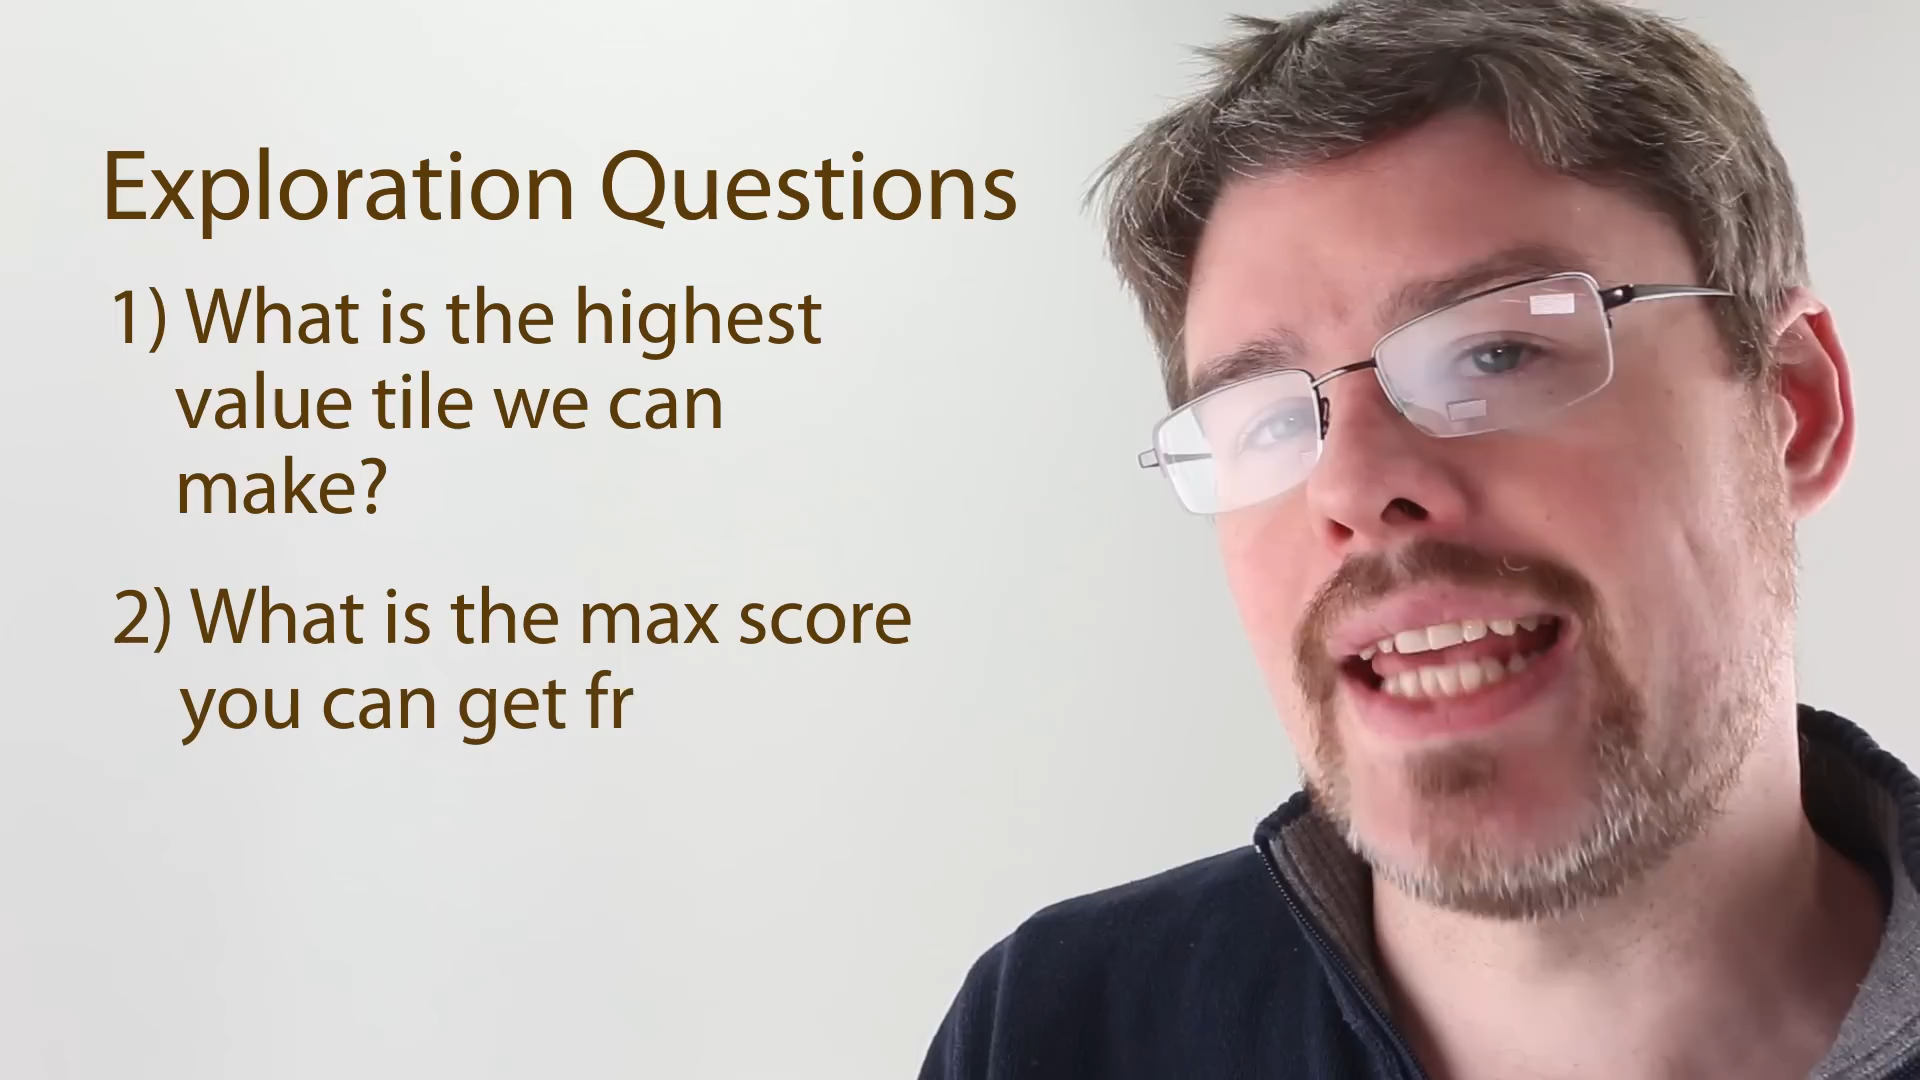 Exploration Questions
1) What is the highest
value tile we can
make?
2) What is the max score
you can get fr